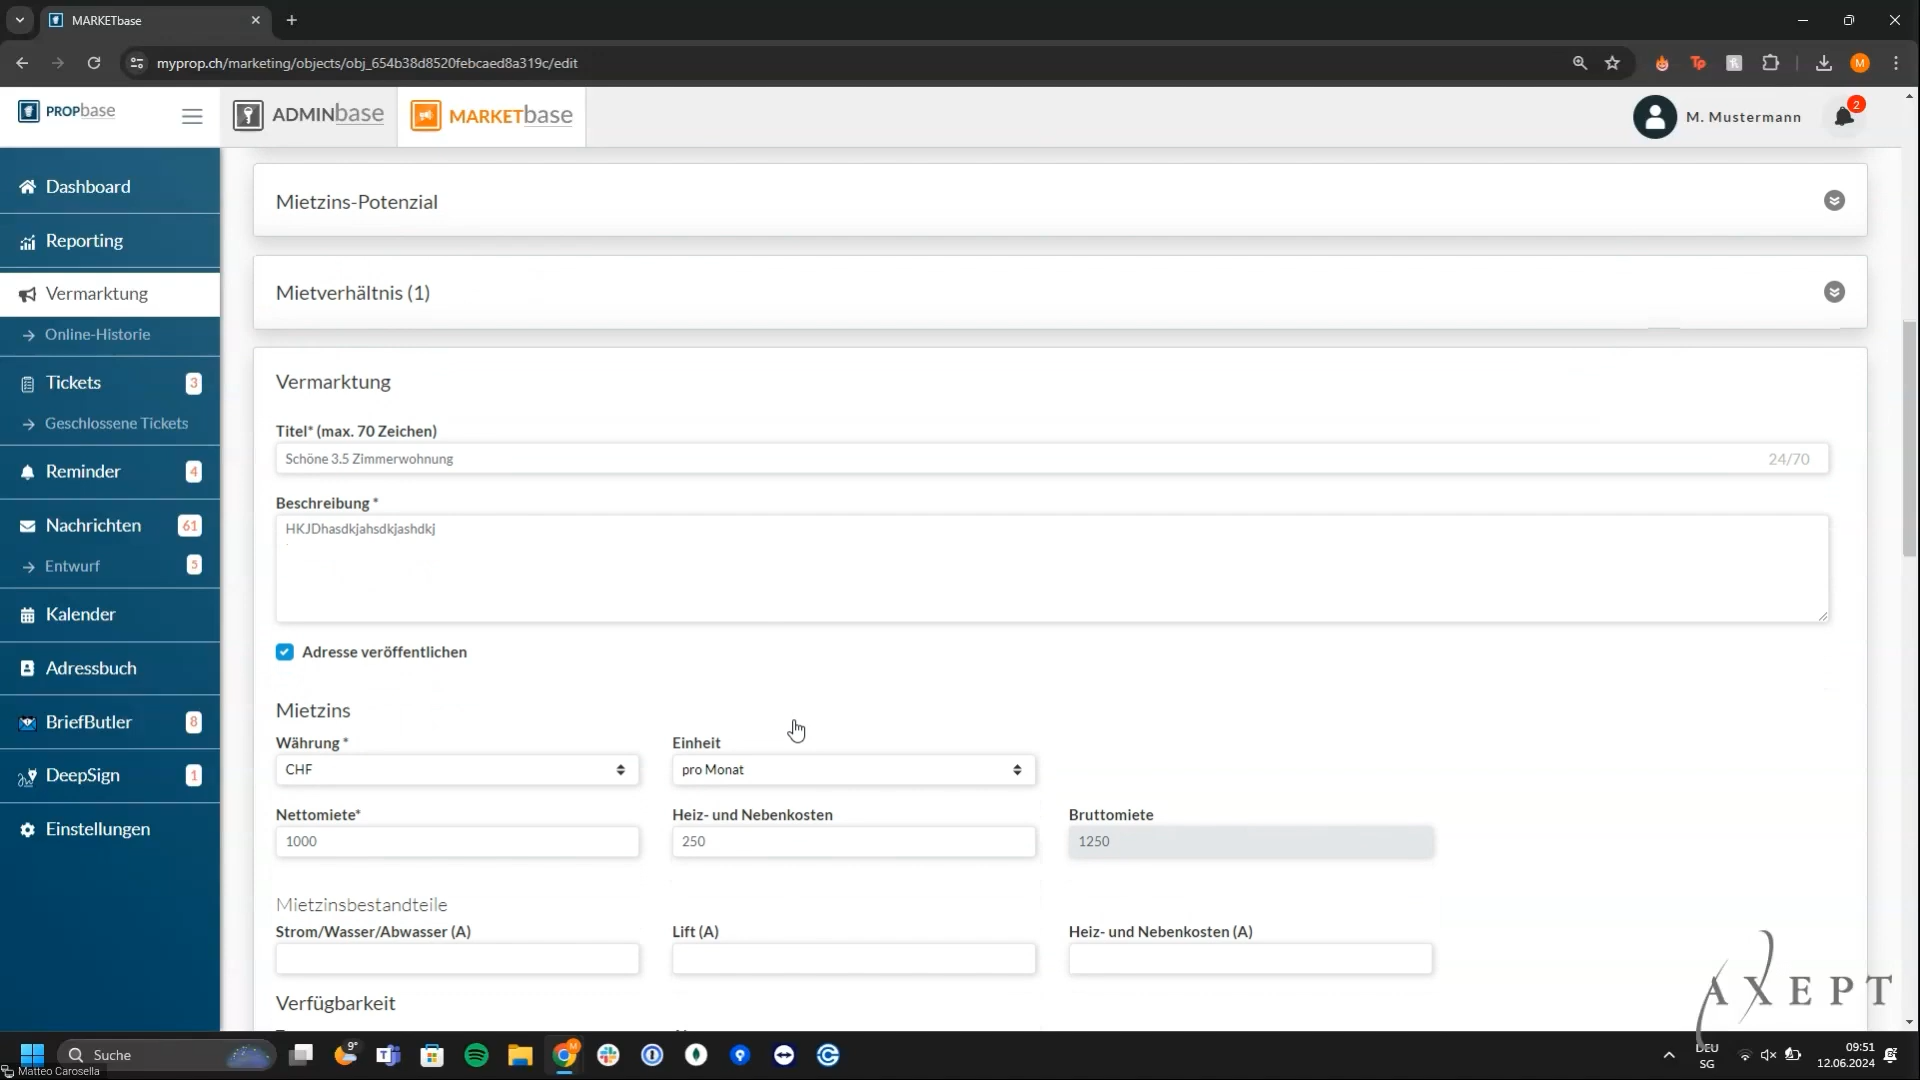 MARKETbase
myprop.ch/marketing/objects/obj_654b38d8520febcaed8a319c/edit
M
PROPbase
ADMINbase
MARKETbase
M. Mustermann
2
Dashboard
Reporting
Vermarktung
Online-Historie
Tickets
3
Geschlossene Tickets
Reminder
4
Nachrichten
61
Entwurf
5
Kalender
Adressbuch
BriefButler
8
DeepSign
1
Einstellungen
Mietzins-Potenzial
Mietverhältnis (1)
Vermarktung
Titel* (max. 70 Zeichen)
Schöne 3.5 Zimmerwohnung
24/70
Beschreibung *
HKJDhasdkjahsdkjashdkj
.
Adresse veröffentlichen
Mietzins
Währung *
Einheit
CHF
pro Monat
Nettomiete*
Heiz- und Nebenkosten
Bruttomiete
1000
250
1250
Mietzinsbestandteile
Strom/Wasser/Abwasser (A)
Lift (A)
Heiz- und Nebenkosten (A)
Verfügbarkeit
AXEPT
Suche
9°
DEU
SG
09:51
12.06.2024
Matteo Carosella